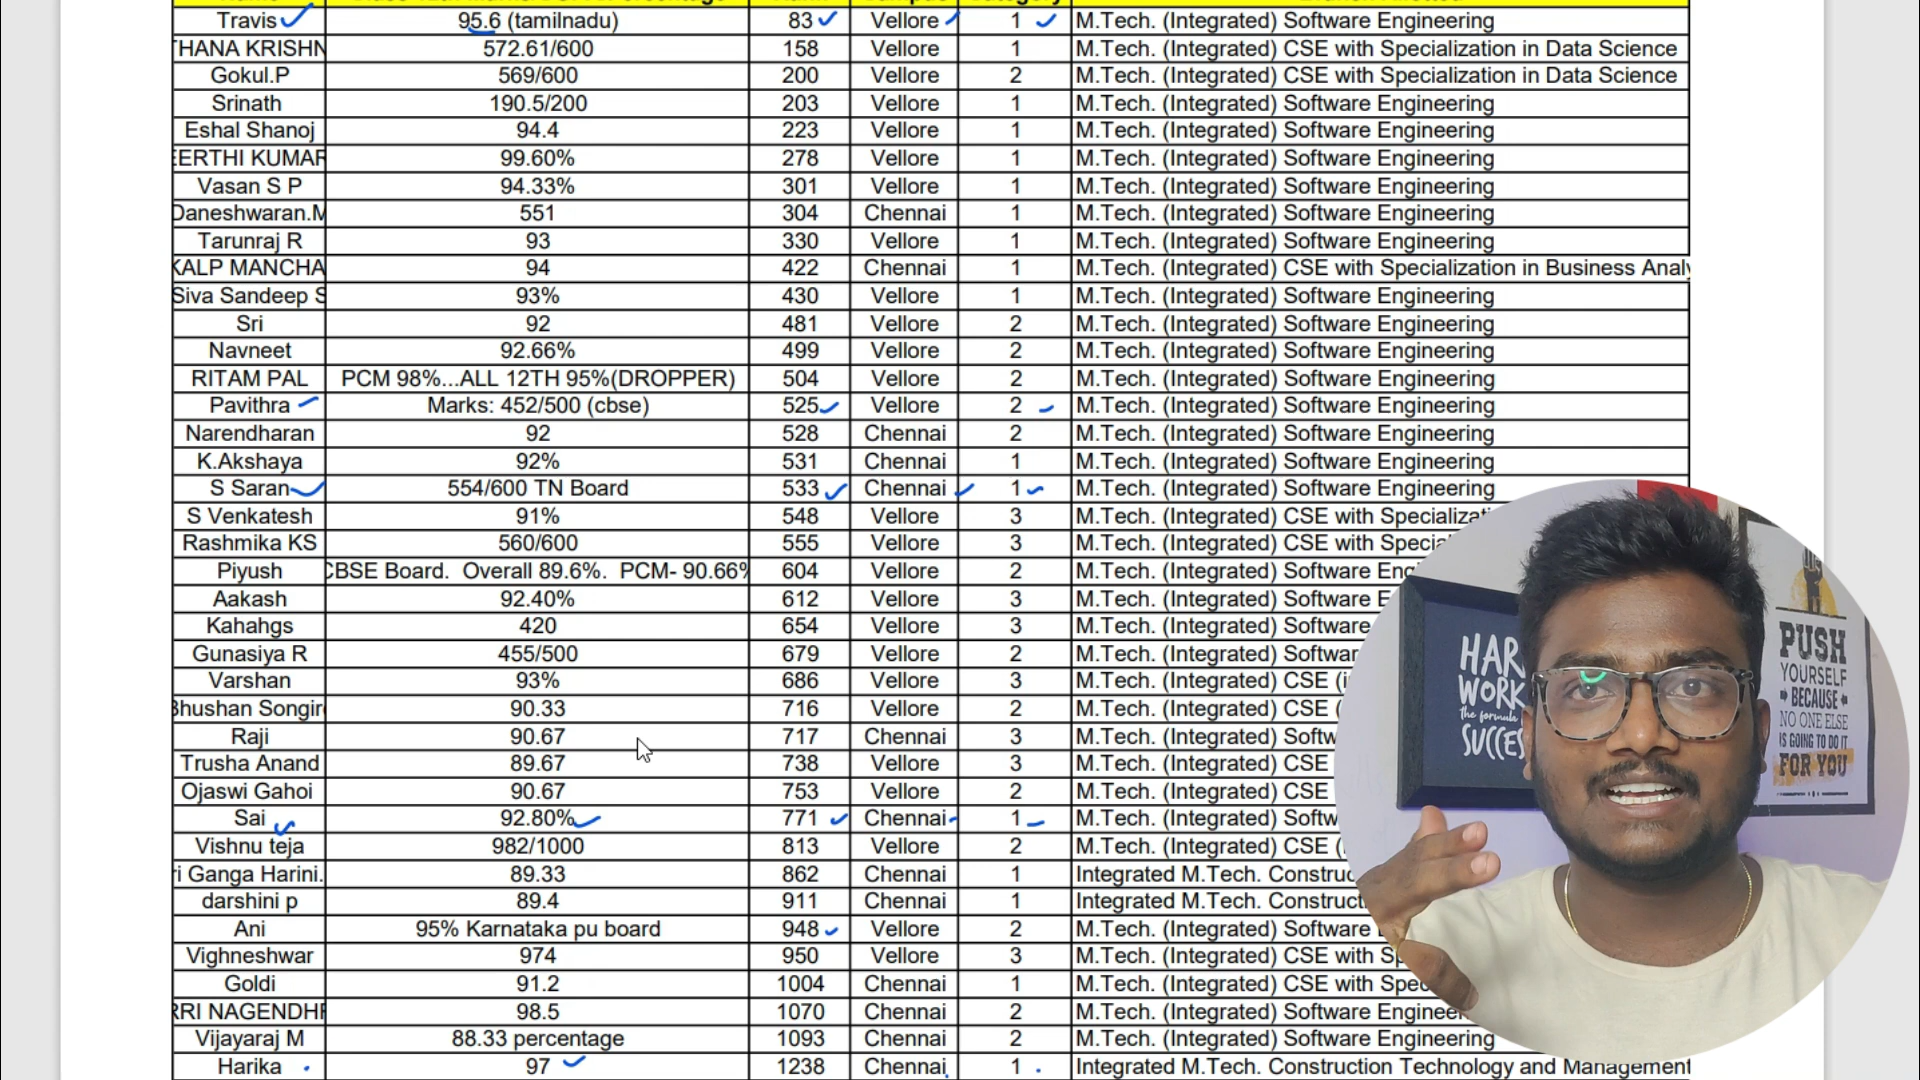 Travis 95.6 (tamilnadu) 83 Vellore 1 M.Tech. (Integrated) Software Engineering
THANA KRISHN 572.61/600 158 Vellore 1 M.Tech. (Integrated) CSE with Specialization in Data Science
Gokul.P 569/600 200 Vellore 2 M.Tech. (Integrated) CSE with Specialization in Data Science
Srinath 190.5/200 203 Vellore 1 M.Tech. (Integrated) Software Engineering
Eshal Shanoj 94.4 223 Vellore 1 M.Tech. (Integrated) Software Engineering
EERTHI KUMAR 99.60% 278 Vellore 1 M.Tech. (Integrated) Software Engineering
Vasan S P 94.33% 301 Vellore 1 M.Tech. (Integrated) Software Engineering
Daneshwaran.M 551 304 Chennai 1 M.Tech. (Integrated) Software Engineering
Tarunraj R 93 330 Vellore 1 M.Tech. (Integrated) Software Engineering
KALP MANCHA 94 422 Chennai 1 M.Tech. (Integrated) CSE with Specialization in Business Analy
Siva Sandeep S 93% 430 Vellore 1 M.Tech. (Integrated) Software Engineering
Sri 92 481 Vellore 2 M.Tech. (Integrated) Software Engineering
Navneet 92.66% 499 Vellore 2 M.Tech. (Integrated) Software Engineering
RITAM PAL PCM 98%...ALL 12TH 95%(DROPPER) 504 Vellore 2 M.Tech. (Integrated) Software Engineering
Pavithra Marks: 452/500 (cbse) 525 Vellore 2 M.Tech. (Integrated) Software Engineering
Narendharan 92 528 Chennai 2 M.Tech. (Integrated) Software Engineering
K.Akshaya 92% 531 Chennai 1 M.Tech. (Integrated) Software Engineering
S Saran 554/600 TN Board 533 Chennai 1 M.Tech. (Integrated) Software Engineering
S Venkatesh 91% 548 Vellore 3 M.Tech. (Integrated) CSE with Specializati
Rashmika KS 560/600 555 Vellore 3 M.Tech. (Integrated) CSE with Specia
Piyush CBSE Board. Overall 89.6%. PCM- 90.66% 604 Vellore 2 M.Tech. (Integrated) Software Eng
Aakash 92.40% 612 Vellore 3 M.Tech. (Integrated) Software E
Kahahgs 420 654 Vellore 3 M.Tech. (Integrated) Software
Gunasiya R 455/500 679 Vellore 2 M.Tech. (Integrated) Softwar
Varshan 93% 686 Vellore 3 M.Tech. (Integrated) CSE (i
Bhushan Songir 90.33 716 Vellore 2 M.Tech. (Integrated) CSE (
Raji 90.67 717 Chennai 3 M.Tech. (Integrated) Softw
Trusha Anand 89.67 738 Vellore 3 M.Tech. (Integrated) CSE
Ojaswi Gahoi 90.67 753 Vellore 2 M.Tech. (Integrated) CSE
Sai 92.80% 771 Chennai 1 M.Tech. (Integrated) Softw
Vishnu teja 982/1000 813 Vellore 2 M.Tech. (Integrated) CSE (
ri Ganga Harini. 89.33 862 Chennai 1 Integrated M.Tech. Construc
darshini p 89.4 911 Chennai 1 Integrated M.Tech. Construct
Ani 95% Karnataka pu board 948 Vellore 2 M.Tech. (Integrated) Software
Vighneshwar 974 950 Vellore 3 M.Tech. (Integrated) CSE with Sp
Goldi 91.2 1004 Chennai 1 M.Tech. (Integrated) CSE with Spec
RRI NAGENDHR 98.5 1070 Chennai 2 M.Tech. (Integrated) Software Engineer
Vijayaraj M 88.33 percentage 1093 Chennai 2 M.Tech. (Integrated) Software Engineering
Harika 97 1238 Chennai 1 Integrated M.Tech. Construction Technology and Management
HAR
WORK
the formula
SUCCES
PUSH
YOURSELF
BECAUSE
NO ONE ELSE
IS GOING TO DO IT
FOR YOU